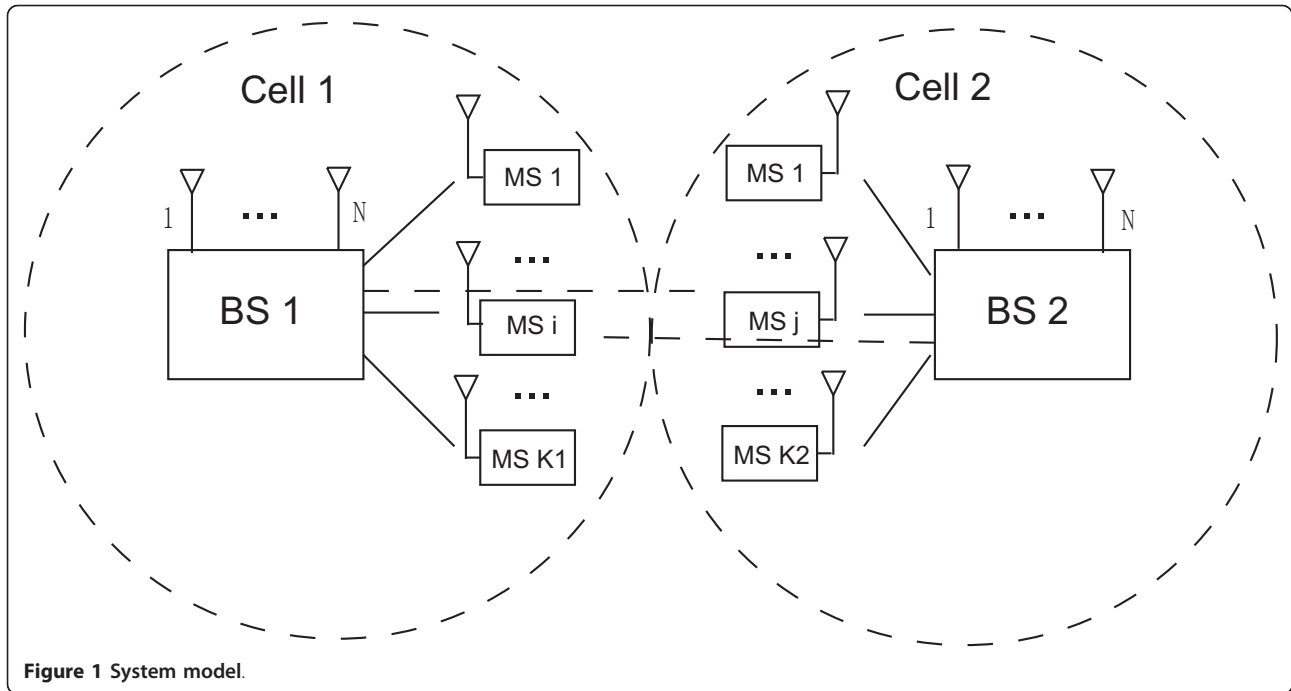 Cell 1
Cell 2
MS 1
MS 1
1
...
N
1
...
N
...
...
BS 1
MS i
MS j
BS 2
...
...
MS K1
MS K2
Figure 1 System model.